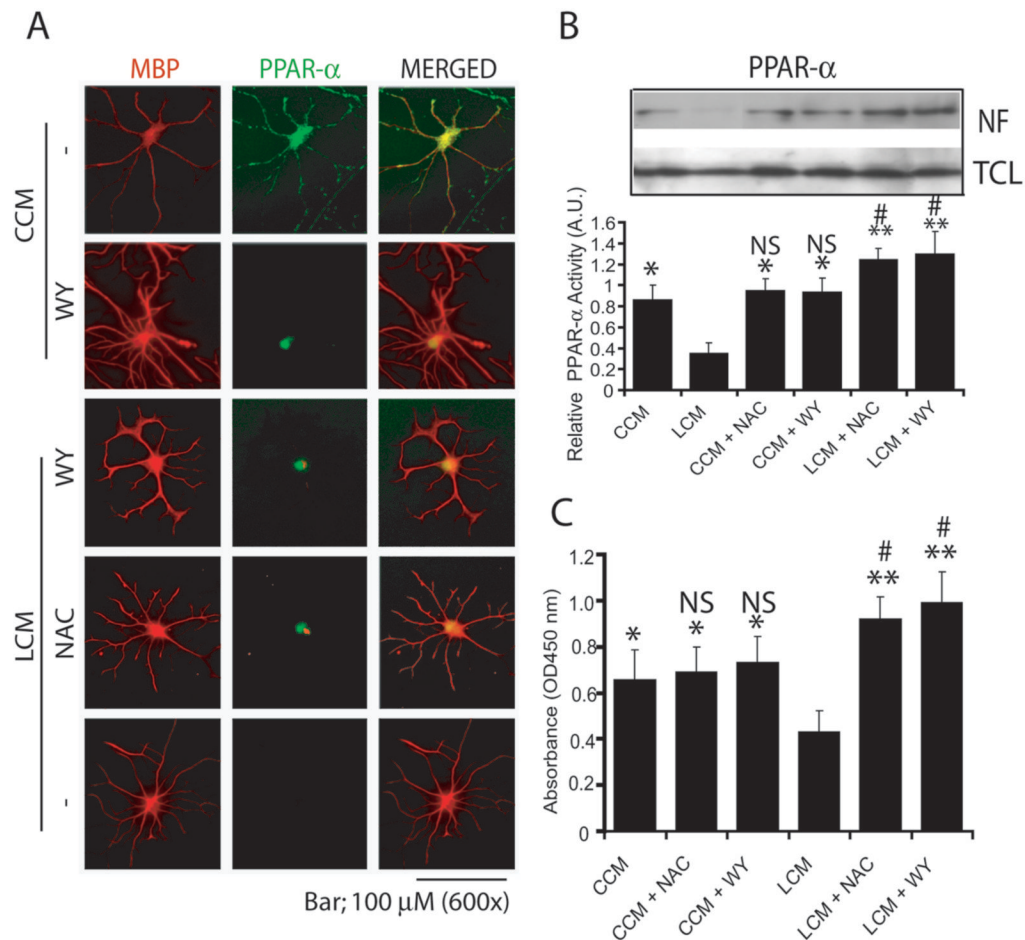 A
MBP PPAR-α MERGED
CCM
-
WY
LCM
WY
NAC
-
Bar; 100 μM (600x)
B
PPAR-α
NF
TCL
Relative PPAR-α Activity (A.U.)
1.6
1.4
1.2
1
0.8
0.6
0.4
0.2
0
*
NS
*
NS
*
#
**
#
**
CCM
LCM
CCM + NAC
CCM + WY
LCM + NAC
LCM + WY
C
Absorbance (OD450 nm)
1.2
1.0
0.8
0.6
0.4
0.2
0
*
NS
*
NS
*
#
**
#
**
CCM
CCM + NAC
CCM + WY
LCM
LCM + NAC
LCM + WY